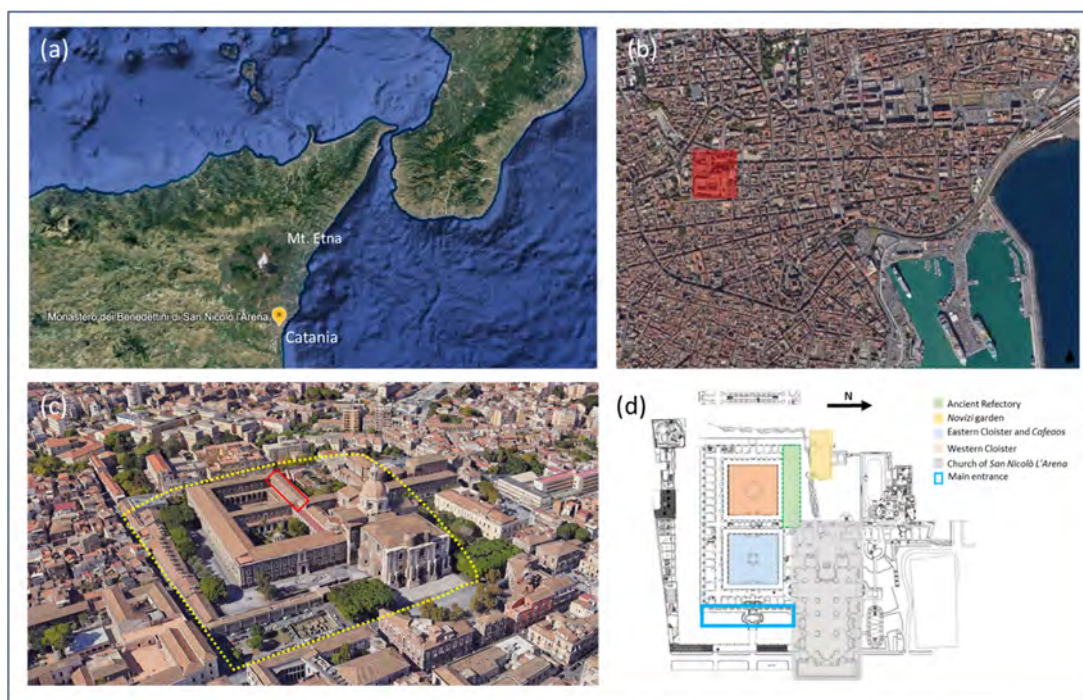 (a)
Mt. Etna
Monastero dei Benedettini di San Nicolò l'Arena
Catania
(b)
(c)
(d)
N
Ancient Refectory
Novizi garden
Eastern Cloister and Cafeaos
Western Cloister
Church of San Nicolò L'Arena
Main entrance